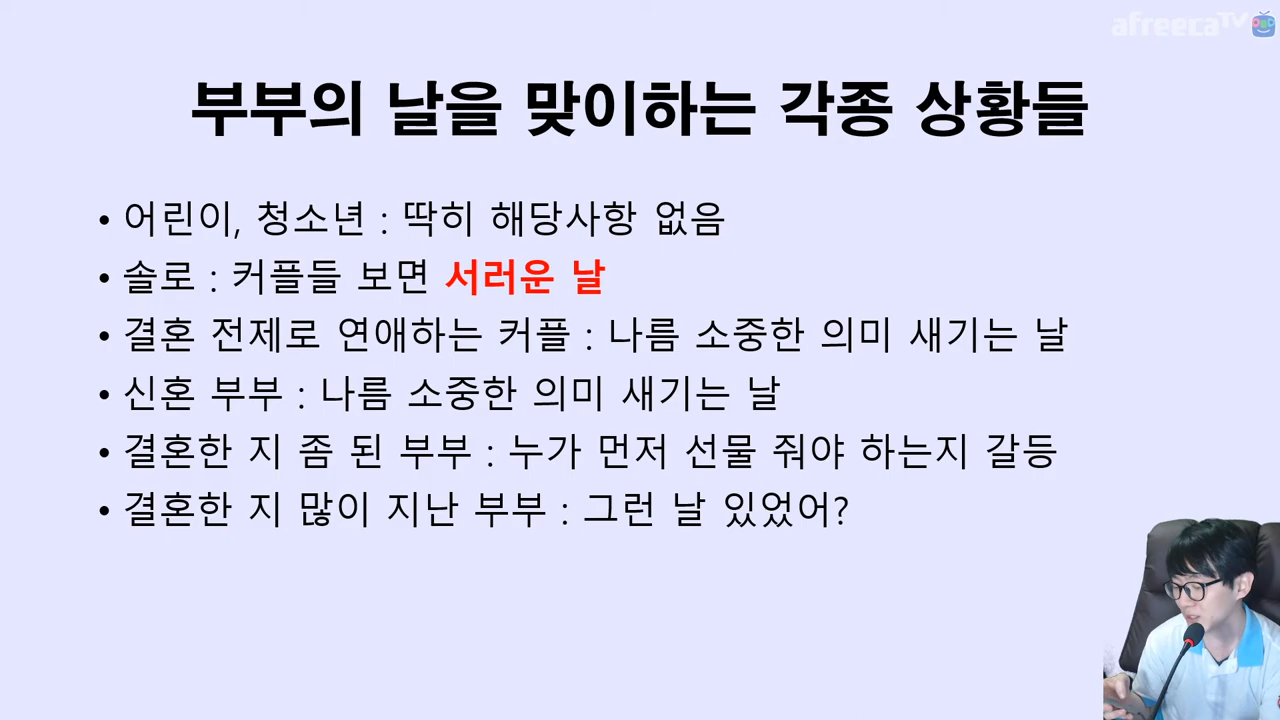 afreecaTV
부부의 날을 맞이하는 각종 상황들
• 어린이, 청소년 : 딱히 해당사항 없음
• 솔로 : 커플들 보면 서러운 날
• 결혼 전제로 연애하는 커플 : 나름 소중한 의미 새기는 날
• 신혼 부부 : 나름 소중한 의미 새기는 날
• 결혼한 지 좀 된 부부 : 누가 먼저 선물 줘야 하는지 갈등
• 결혼한 지 많이 지난 부부 : 그런 날 있었어?